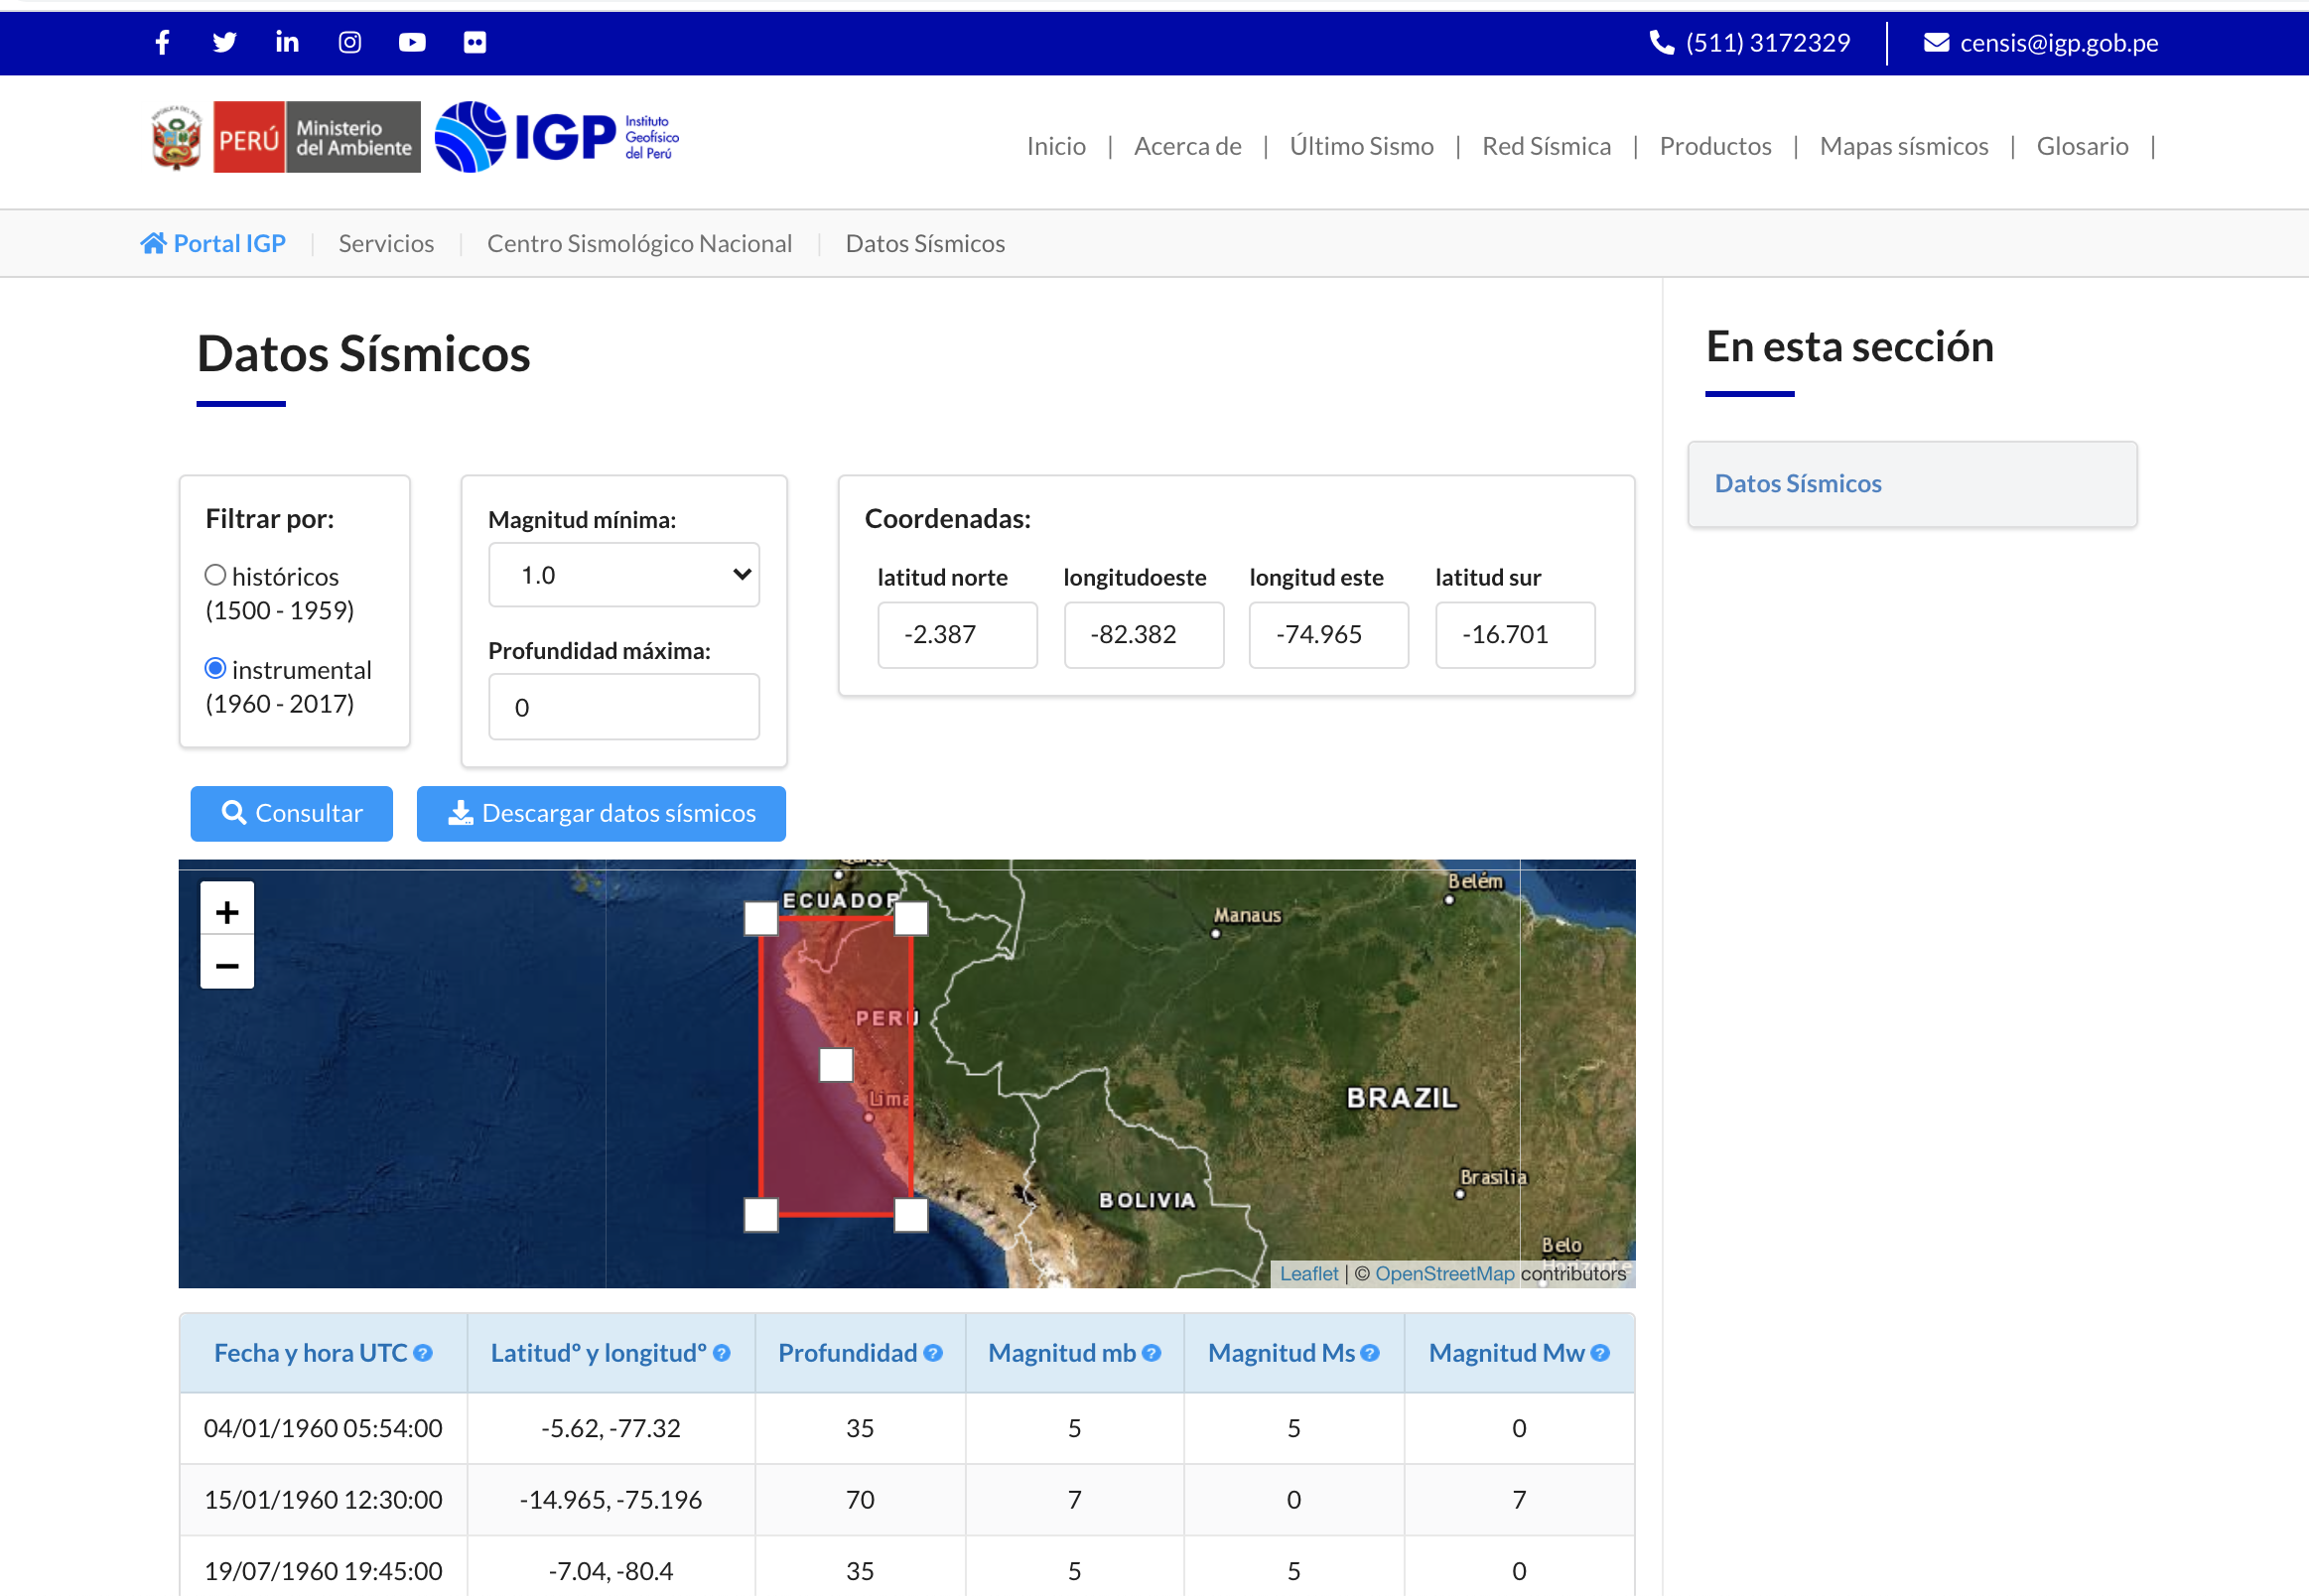 (511) 3172329
censis@igp.gob.pe
PERÚ
Ministerio
del Ambiente
IGP
Instituto
Geofísico
del Perú
Inicio | Acerca de | Último Sismo | Red Sísmica | Productos | Mapas sísmicos | Glosario |
Portal IGP
Servicios
Centro Sismológico Nacional
Datos Sísmicos
Datos Sísmicos
Filtrar por:
históricos
(1500 - 1959)
instrumental
(1960 - 2017)
Magnitud mínima:
1.0
Profundidad máxima:
0
Coordenadas:
latitud norte longitudoeste longitud este latitud sur
-2.387 -82.382 -74.965 -16.701
Consultar
Descargar datos sísmicos
+
−
ECUADOR
Belém
Manaus
PERÚ
Lima
BRAZIL
Brasilia
BOLIVIA
Belo
Horizonte
Leaflet | © OpenStreetMap contributors
Fecha y hora UTC ? Latitudº y longitudº ? Profundidad ? Magnitud mb ? Magnitud Ms ? Magnitud Mw ?
04/01/1960 05:54:00 -5.62, -77.32 35 5 5 0
15/01/1960 12:30:00 -14.965, -75.196 70 7 0 7
19/07/1960 19:45:00 -7.04, -80.4 35 5 5 0
En esta sección
Datos Sísmicos